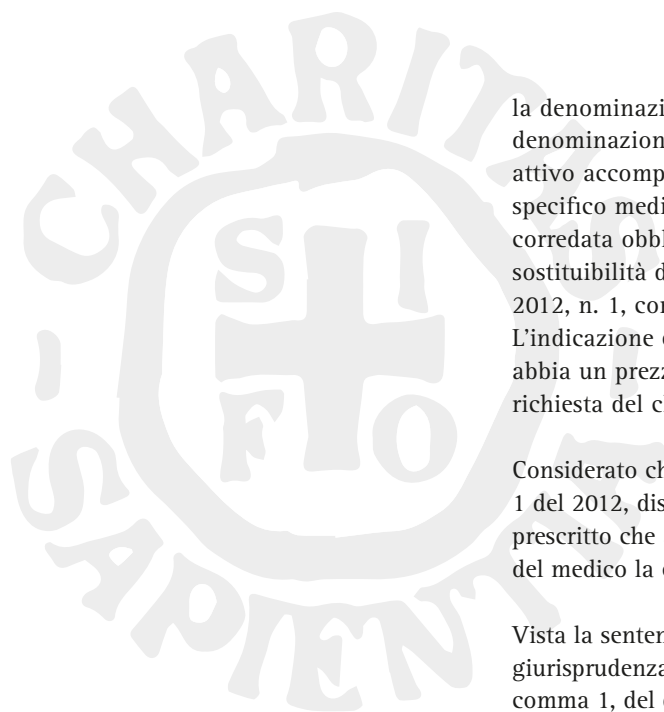 CHARITAS
SAPIENTIA
S I
F O
la denominazi
denominazion
attivo accomp
specifico medi
corredata obbl
sostituibilità d
2012, n. 1, con
L'indicazione
abbia un prezz
richiesta del c
Considerato ch
1 del 2012, dis
prescritto che
del medico la
Vista la senten
giurisprudenza
comma 1, del